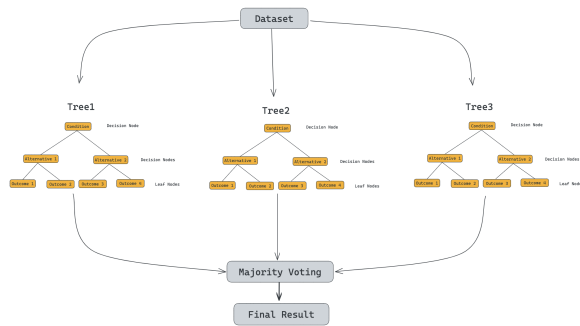 Dataset
Tree1
Tree2
Tree3
Condition
Decision Node
Condition
Decision Node
Condition
Decision Node
Alternative 1
Alternative 2
Decision Nodes
Alternative 1
Alternative 2
Decision Nodes
Alternative 1
Alternative 2
Decision Nodes
Outcome 1
Outcome 2
Outcome 3
Outcome 4
Leaf Nodes
Outcome 1
Outcome 2
Outcome 3
Outcome 4
Leaf Nodes
Outcome 1
Outcome 2
Outcome 3
Outcome 4
Leaf Nodes
Majority Voting
Final Result